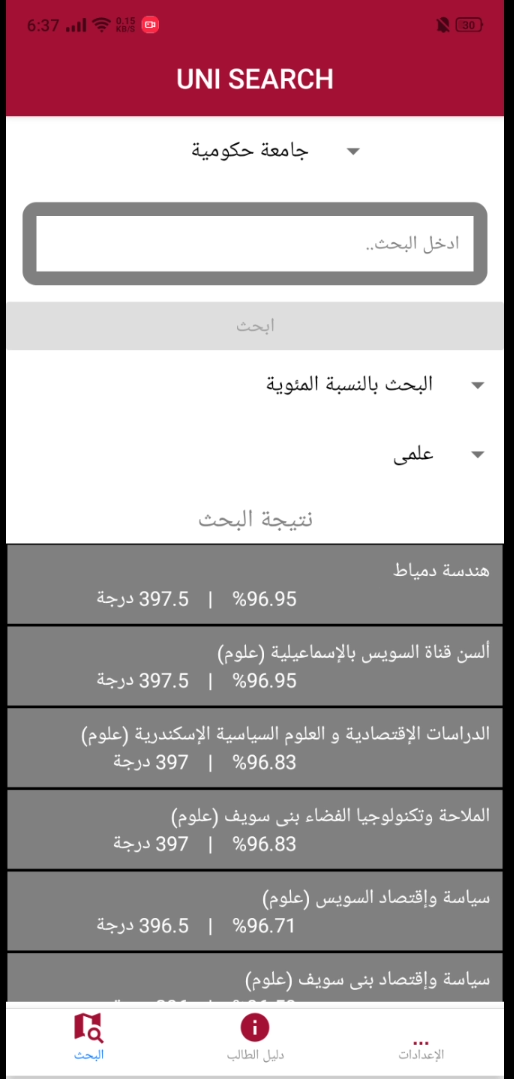 6:37 0.15 KB/S 30
UNI SEARCH
جامعة حكومية
ادخل البحث..
ابحث
البحث بالنسبة المئوية
علمى
نتيجة البحث
هندسة دمياط
%96.95 | 397.5 درجة
ألسن قناة السويس بالإسماعيلية (علوم)
%96.95 | 397.5 درجة
الدراسات الإقتصادية و العلوم السياسية الإسكندرية (علوم)
%96.83 | 397 درجة
الملاحة وتكنولوجيا الفضاء بنى سويف (علوم)
%96.83 | 397 درجة
سياسة وإقتصاد السويس (علوم)
%96.71 | 396.5 درجة
سياسة وإقتصاد بنى سويف (علوم)
الإعدادات
دليل الطالب
البحث